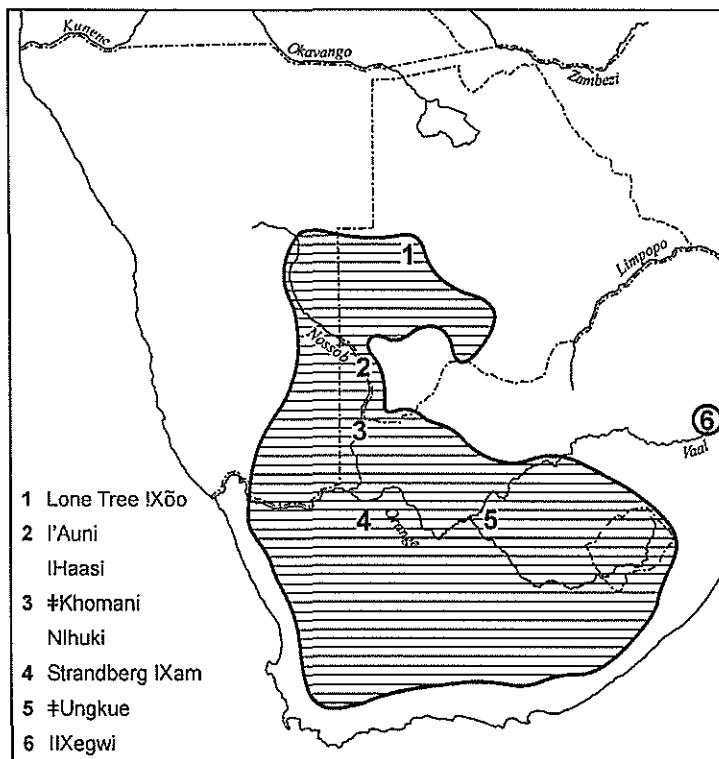 Kunene
Okavango
Zambezi
1
Limpopo
Nossob
2
6
3
Vaal
4
Orange
5
1 Lone Tree !Xõo
2 |'Auni
|Haasi
3 ǂKhomani
N|huki
4 Strandberg |Xam
5 ǂUngkue
6 ||Xegwi